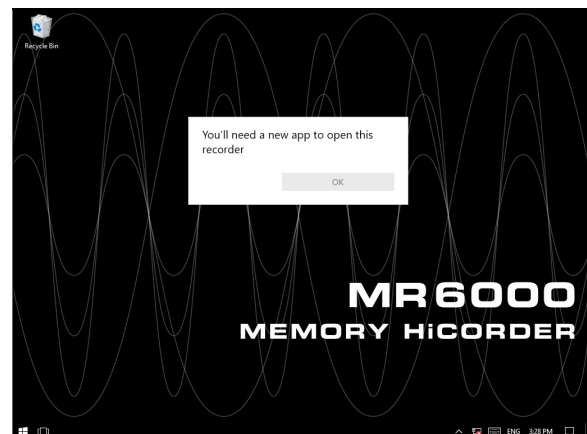 Recycle Bin
You'll need a new app to open this
recorder
OK
MR6000
MEMORY HiCORDER
ENG 3:28 PM